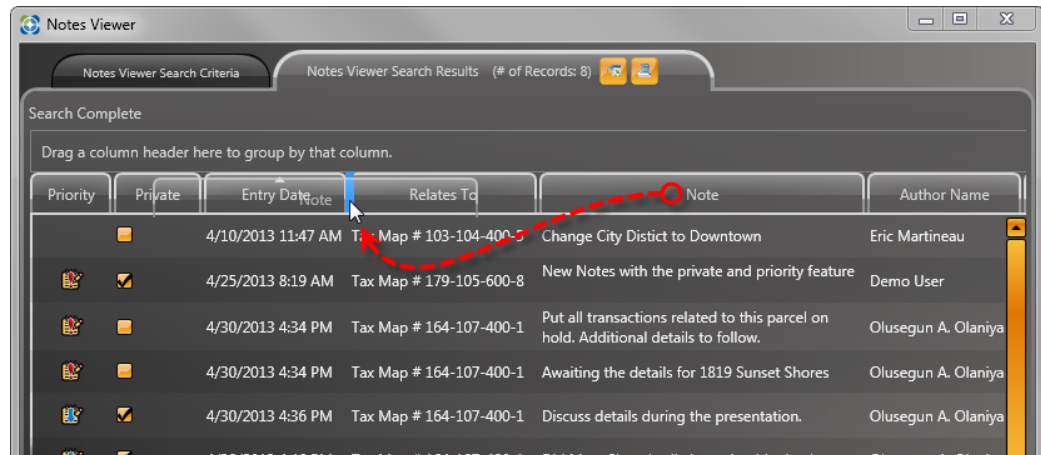 Notes Viewer
Notes Viewer Search Criteria
Notes Viewer Search Results (# of Records: 8)
Search Complete
Drag a column header here to group by that column.
Priority Private Entry Date Relates To Note Author Name
Note
4/10/2013 11:47 AM Tax Map # 103-104-400-5 Change City Distict to Downtown Eric Martineau
4/25/2013 8:19 AM Tax Map # 179-105-600-8 New Notes with the private and priority feature Demo User
4/30/2013 4:34 PM Tax Map # 164-107-400-1 Put all transactions related to this parcel on
hold. Additional details to follow. Olusegun A. Olaniya
4/30/2013 4:34 PM Tax Map # 164-107-400-1 Awaiting the details for 1819 Sunset Shores Olusegun A. Olaniya
4/30/2013 4:36 PM Tax Map # 164-107-400-1 Discuss details during the presentation. Olusegun A. Olaniya